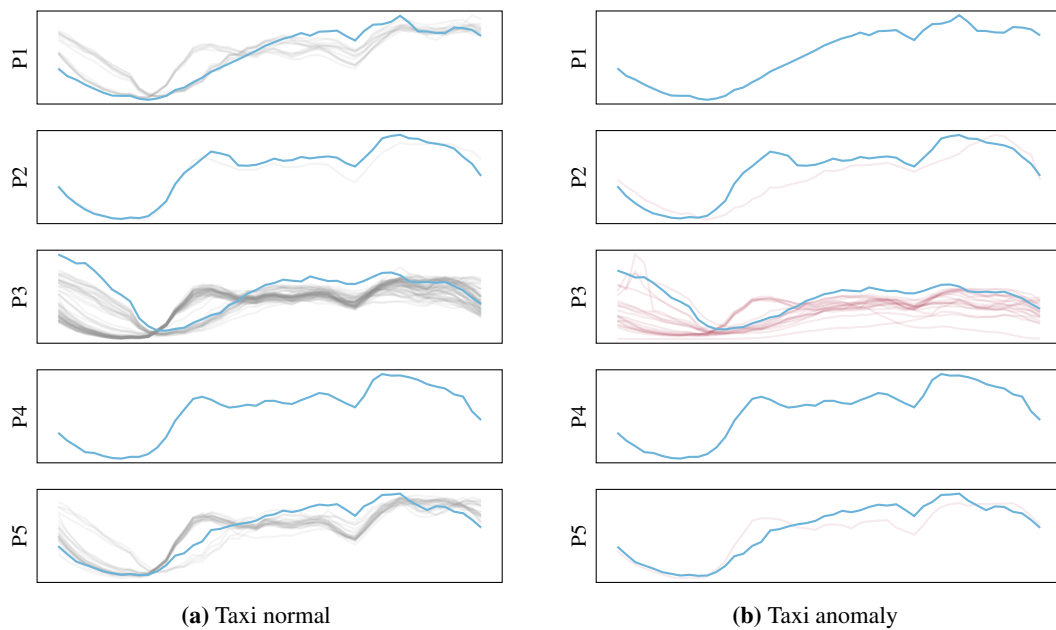 P1
P2
P3
P4
P5
(a) Taxi normal
P1
P2
P3
P4
P5
(b) Taxi anomaly